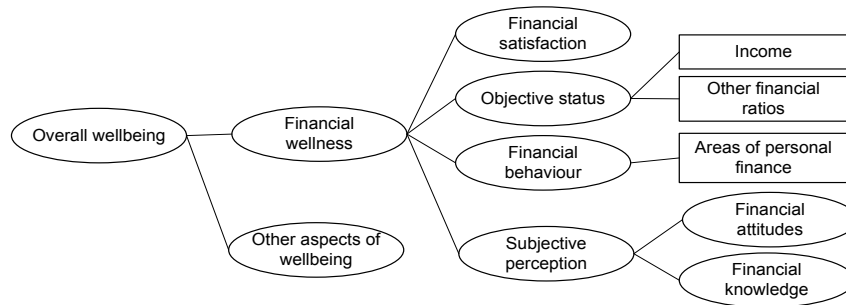 Overall wellbeing
Financial
wellness
Other aspects of
wellbeing
Financial
satisfaction
Objective status
Financial
behaviour
Subjective
perception
Income
Other financial
ratios
Areas of personal
finance
Financial
attitudes
Financial
knowledge